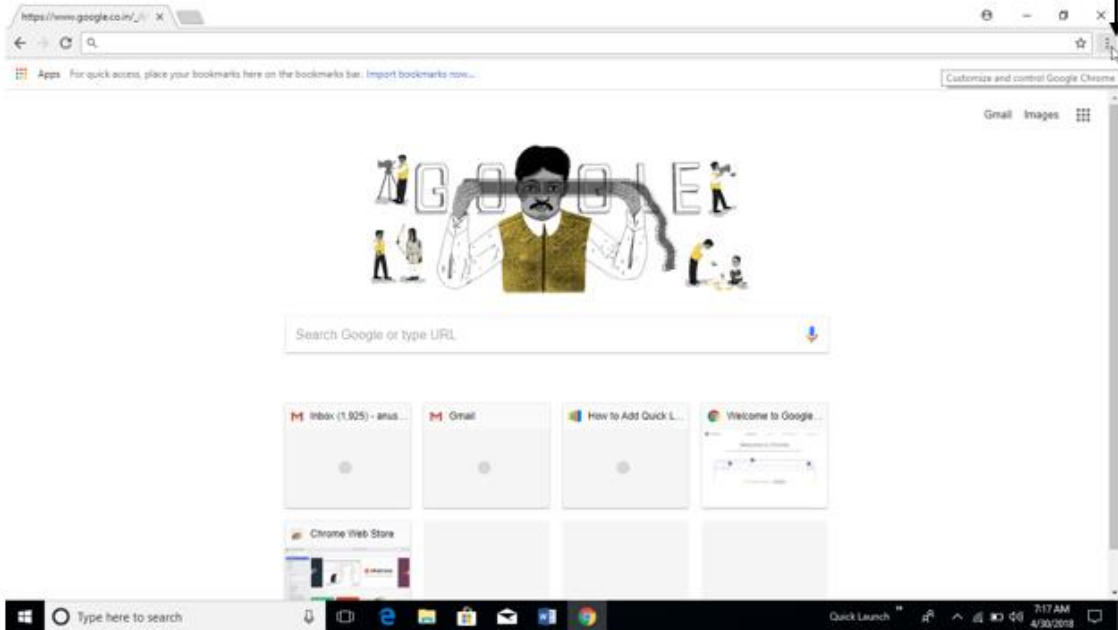 https://www.google.co.in/_/
Apps For quick access, place your bookmarks here on the bookmarks bar. Import bookmarks now...
Customize and control Google Chrome
Gmail Images
GOOGLE
Search Google or type URL
Inbox (1,925) - anus...
Gmail
How to Add Quick L...
Welcome to Google...
Chrome Web Store
Type here to search
Quick Launch
7:17 AM
4/30/2018